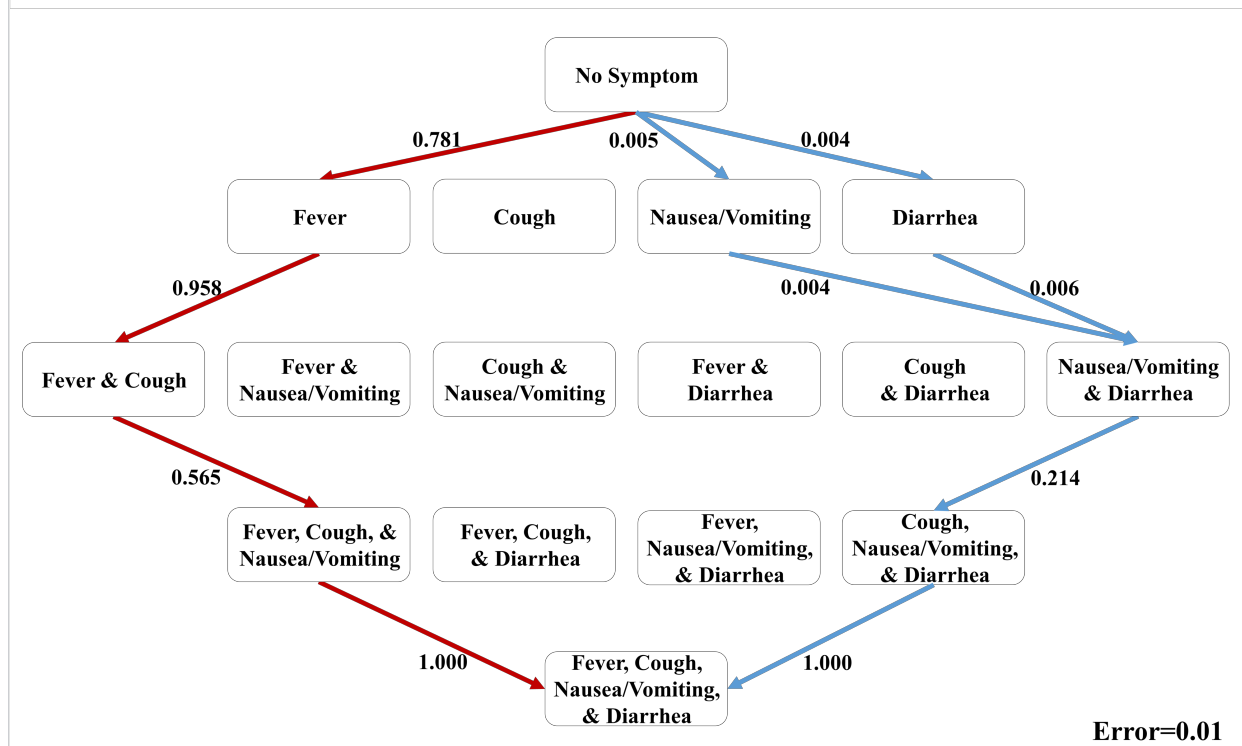 No Symptom
0.781
0.005
0.004
Fever
Cough
Nausea/Vomiting
Diarrhea
0.958
0.004
0.006
Fever & Cough
Fever &
Nausea/Vomiting
Cough &
Nausea/Vomiting
Fever &
Diarrhea
Cough
& Diarrhea
Nausea/Vomiting
& Diarrhea
0.565
0.214
Fever, Cough, &
Nausea/Vomiting
Fever, Cough,
& Diarrhea
Fever,
Nausea/Vomiting,
& Diarrhea
Cough,
Nausea/Vomiting,
& Diarrhea
1.000
1.000
Fever, Cough,
Nausea/Vomiting,
& Diarrhea
Error=0.01